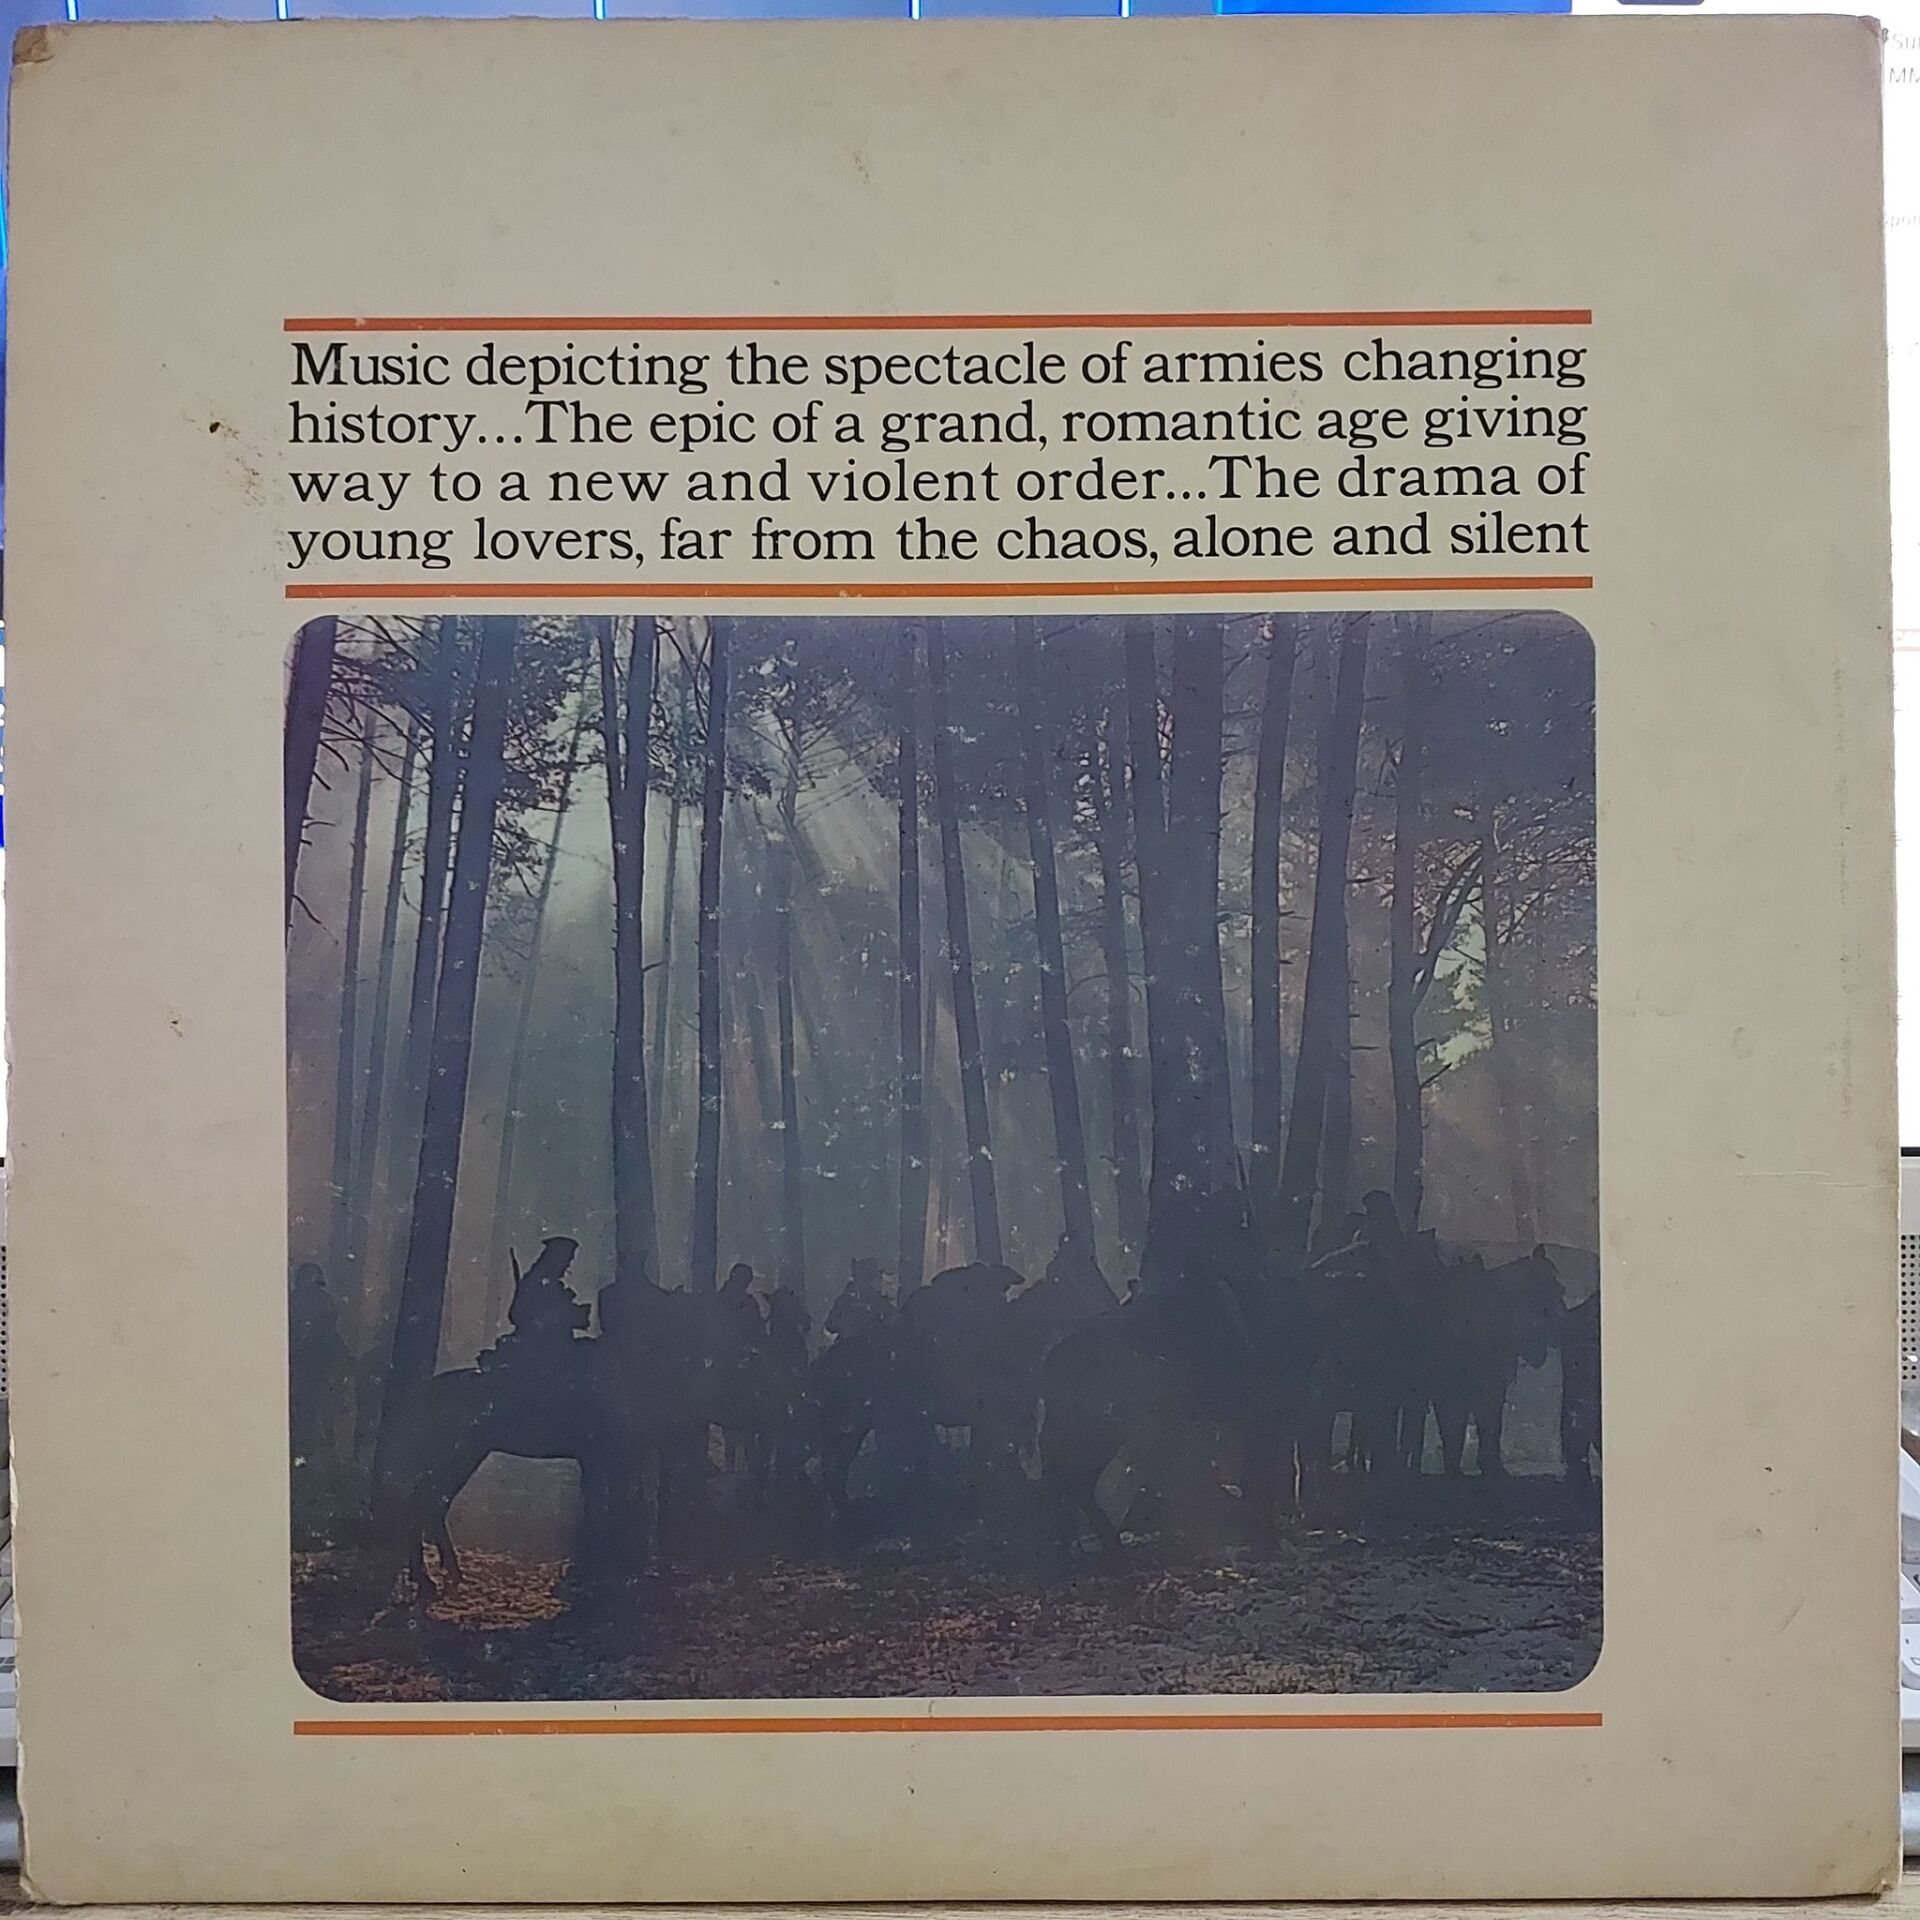 Music depicting the spectacle of armies changing
history...The epic of a grand, romantic age giving
way to a new and violent order...The drama of
young lovers, far from the chaos, alone and silent